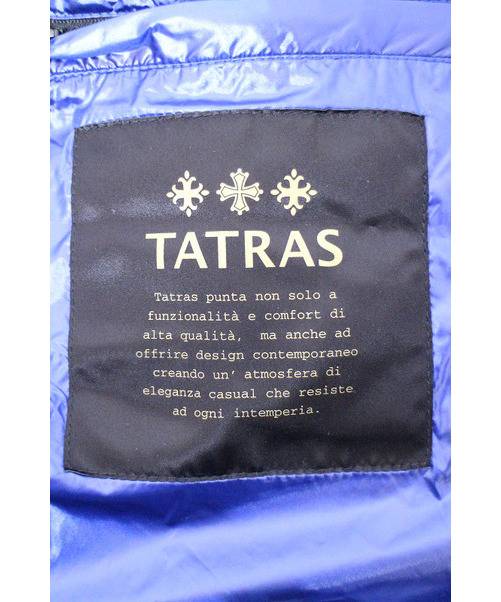 TATRAS
Tatras punta non solo a
funzionalità e comfort di
alta qualità, ma anche ad
offrire design contemporaneo
creando un' atmosfera di
eleganza casual che resiste
ad ogni intemperia.